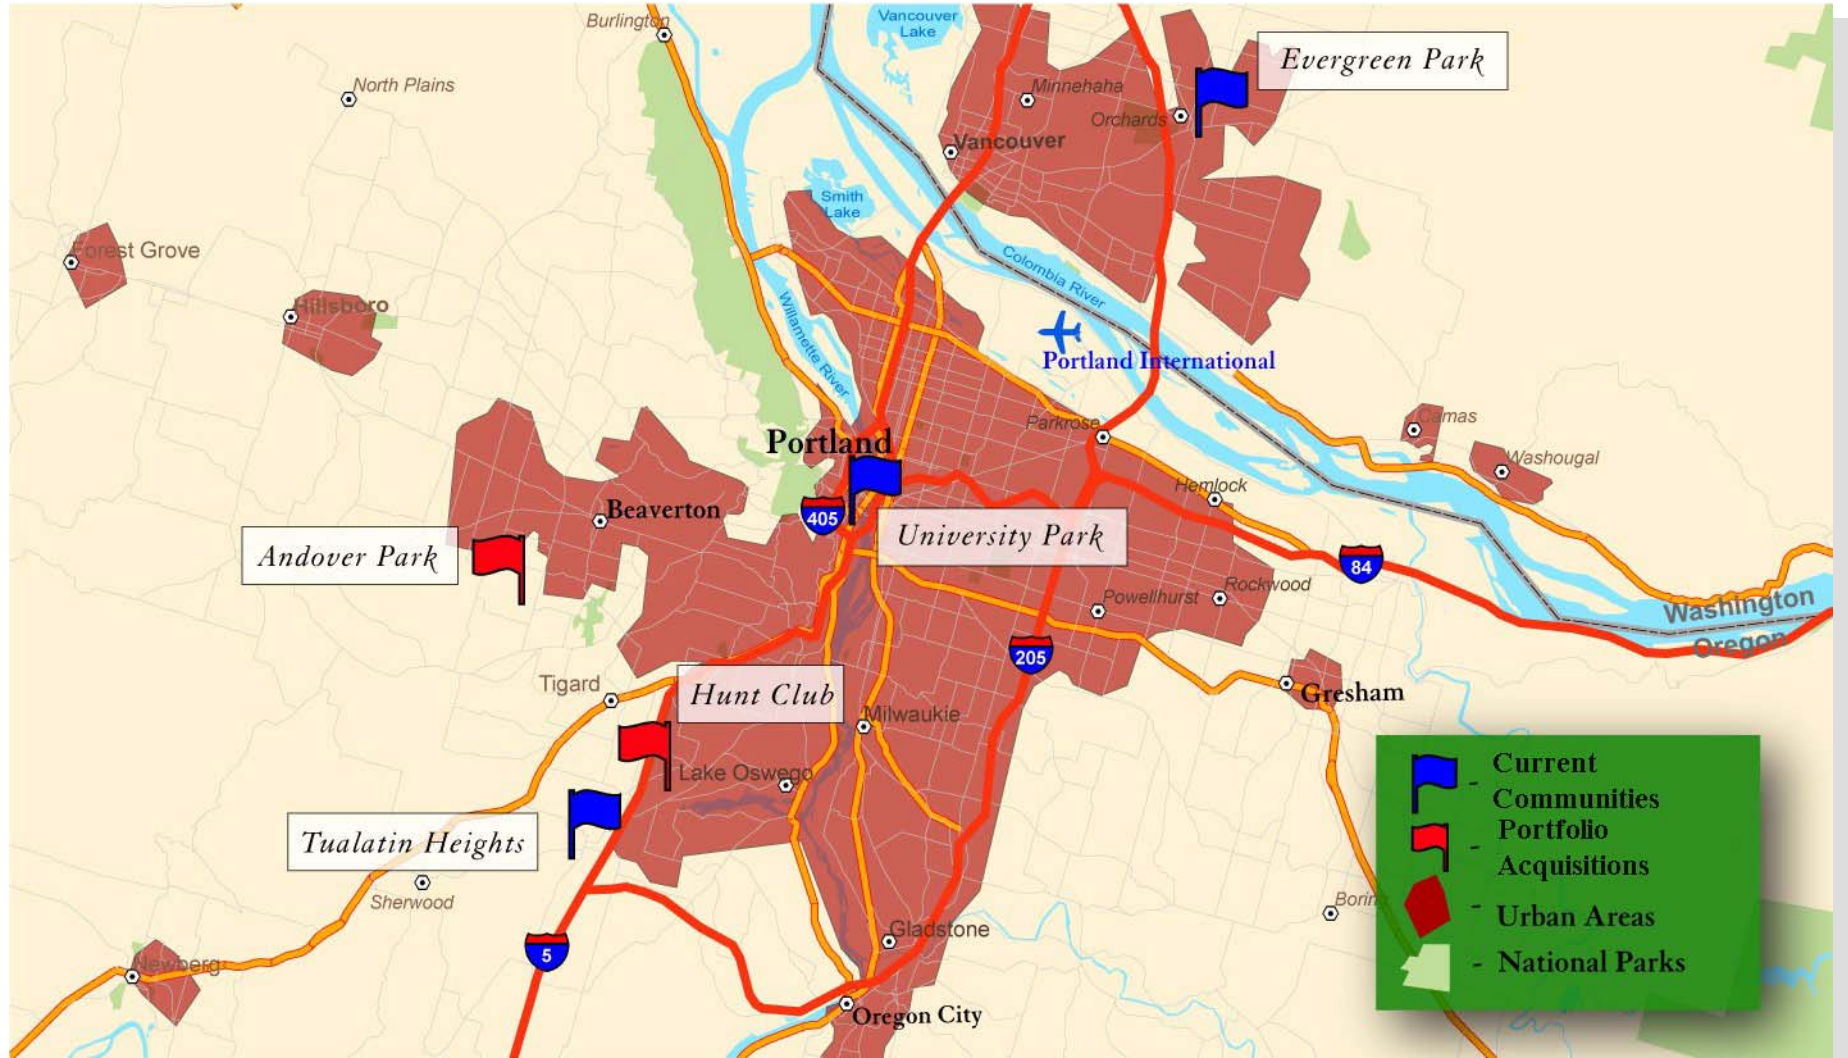 Burlington
Vancouver
Lake
Evergreen Park
North Plains
Minnehaha
Orchards
Vancouver
Smith
Lake
Forest Grove
Colombia River
Hillsboro
Willamette River
Portland International
Parkrose
Camas
Portland
Washougal
Hemlock
Beaverton
405
University Park
Andover Park
84
Rockwood
Powellhurst
Washington
Oregon
205
Tigard
Hunt Club
Gresham
Milwaukie
Lake Oswego
Tualatin Heights
Sherwood
Boring
Gladstone
5
Newberg
Oregon City
- Current
Communities
- Portfolio
Acquisitions
- Urban Areas
- National Parks